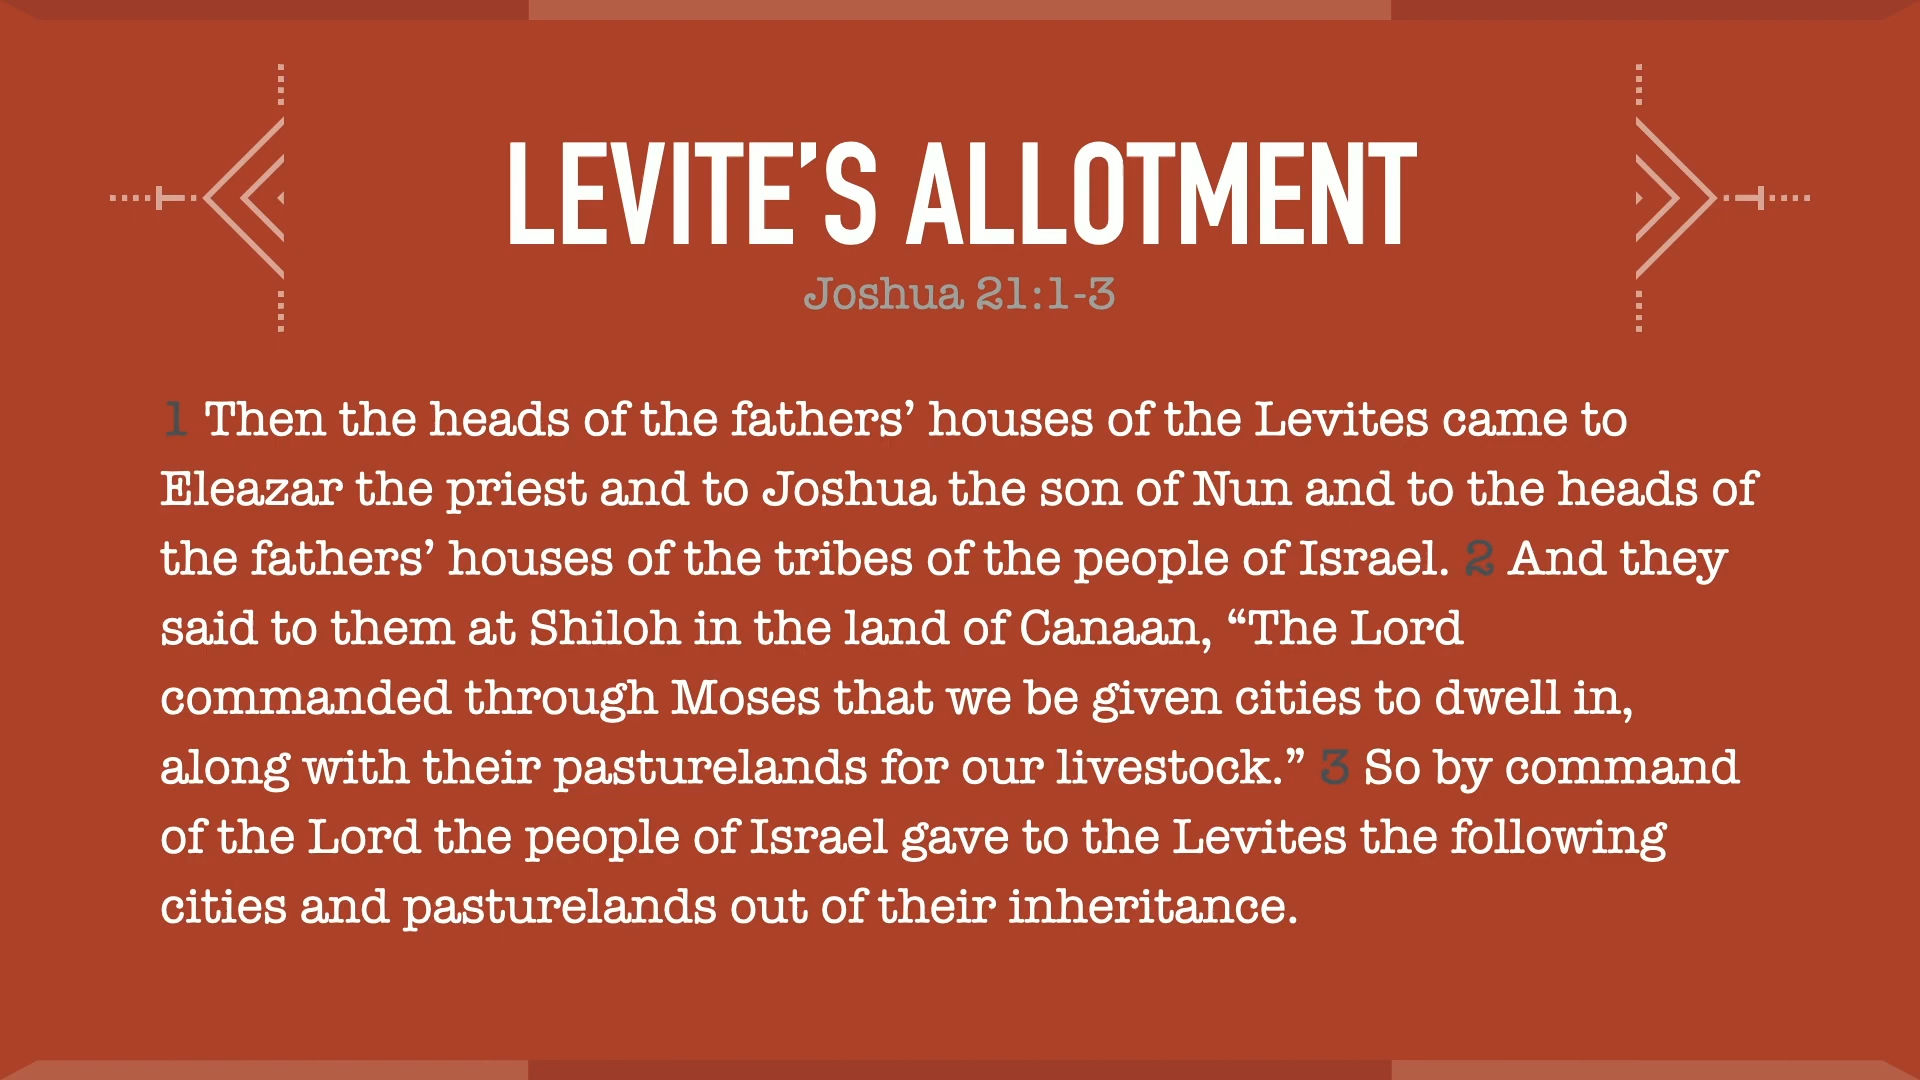 LEVITE’S ALLOTMENT
Joshua 21:1-3
1 Then the heads of the fathers’ houses of the Levites came to
Eleazar the priest and to Joshua the son of Nun and to the heads of
the fathers’ houses of the tribes of the people of Israel. 2 And they
said to them at Shiloh in the land of Canaan, “The Lord
commanded through Moses that we be given cities to dwell in,
along with their pasturelands for our livestock.” 3 So by command
of the Lord the people of Israel gave to the Levites the following
cities and pasturelands out of their inheritance.